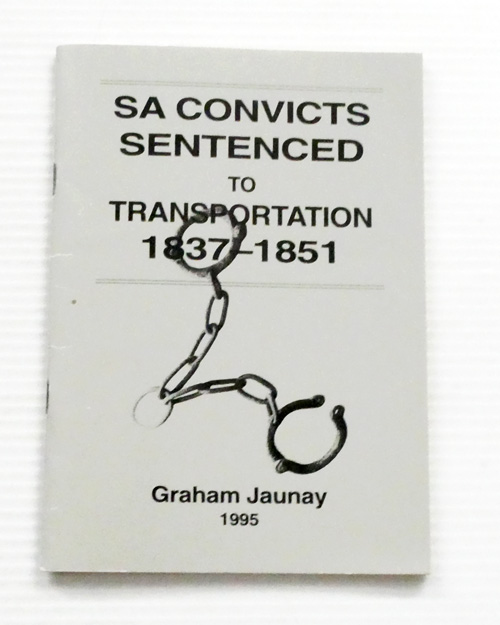 SA CONVICTS
SENTENCED
TO
TRANSPORTATION
1837–1851
Graham Jaunay
1995